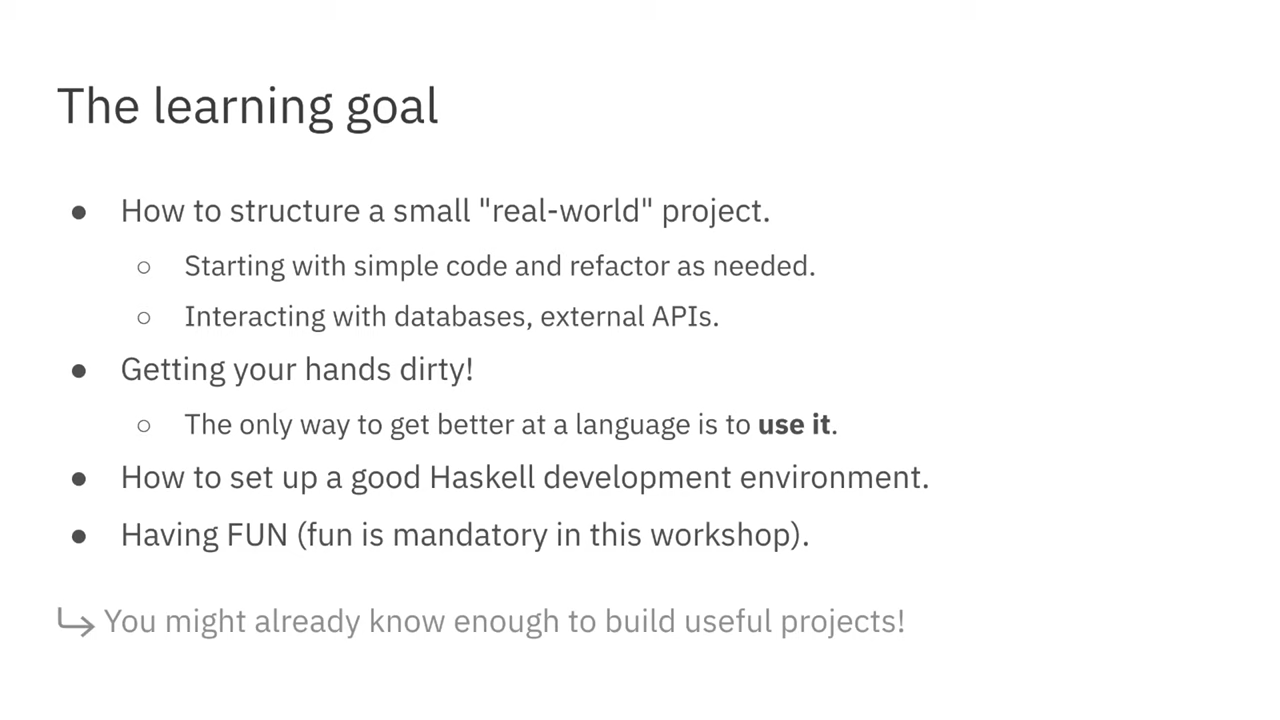 The learning goal
● How to structure a small "real-world" project.
○ Starting with simple code and refactor as needed.
○ Interacting with databases, external APIs.
● Getting your hands dirty!
○ The only way to get better at a language is to use it.
● How to set up a good Haskell development environment.
● Having FUN (fun is mandatory in this workshop).
↳ You might already know enough to build useful projects!